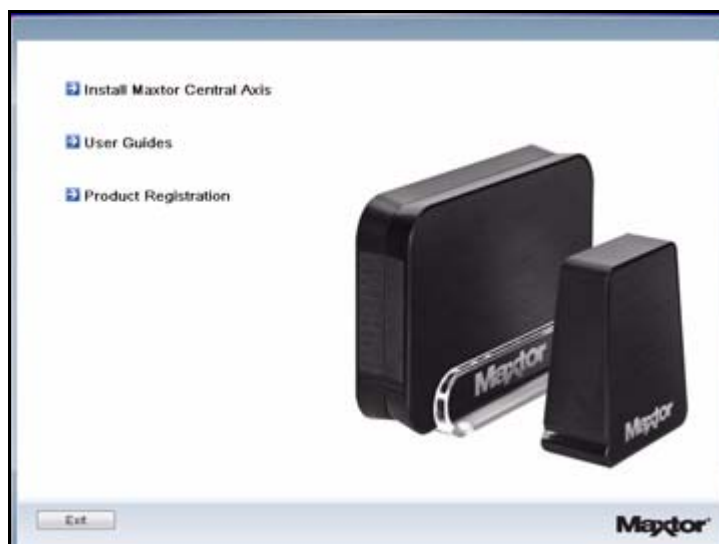 Install Maxtor Central Axis
User Guides
Product Registration
Maxtor
Maxtor
Exit
Maxtor